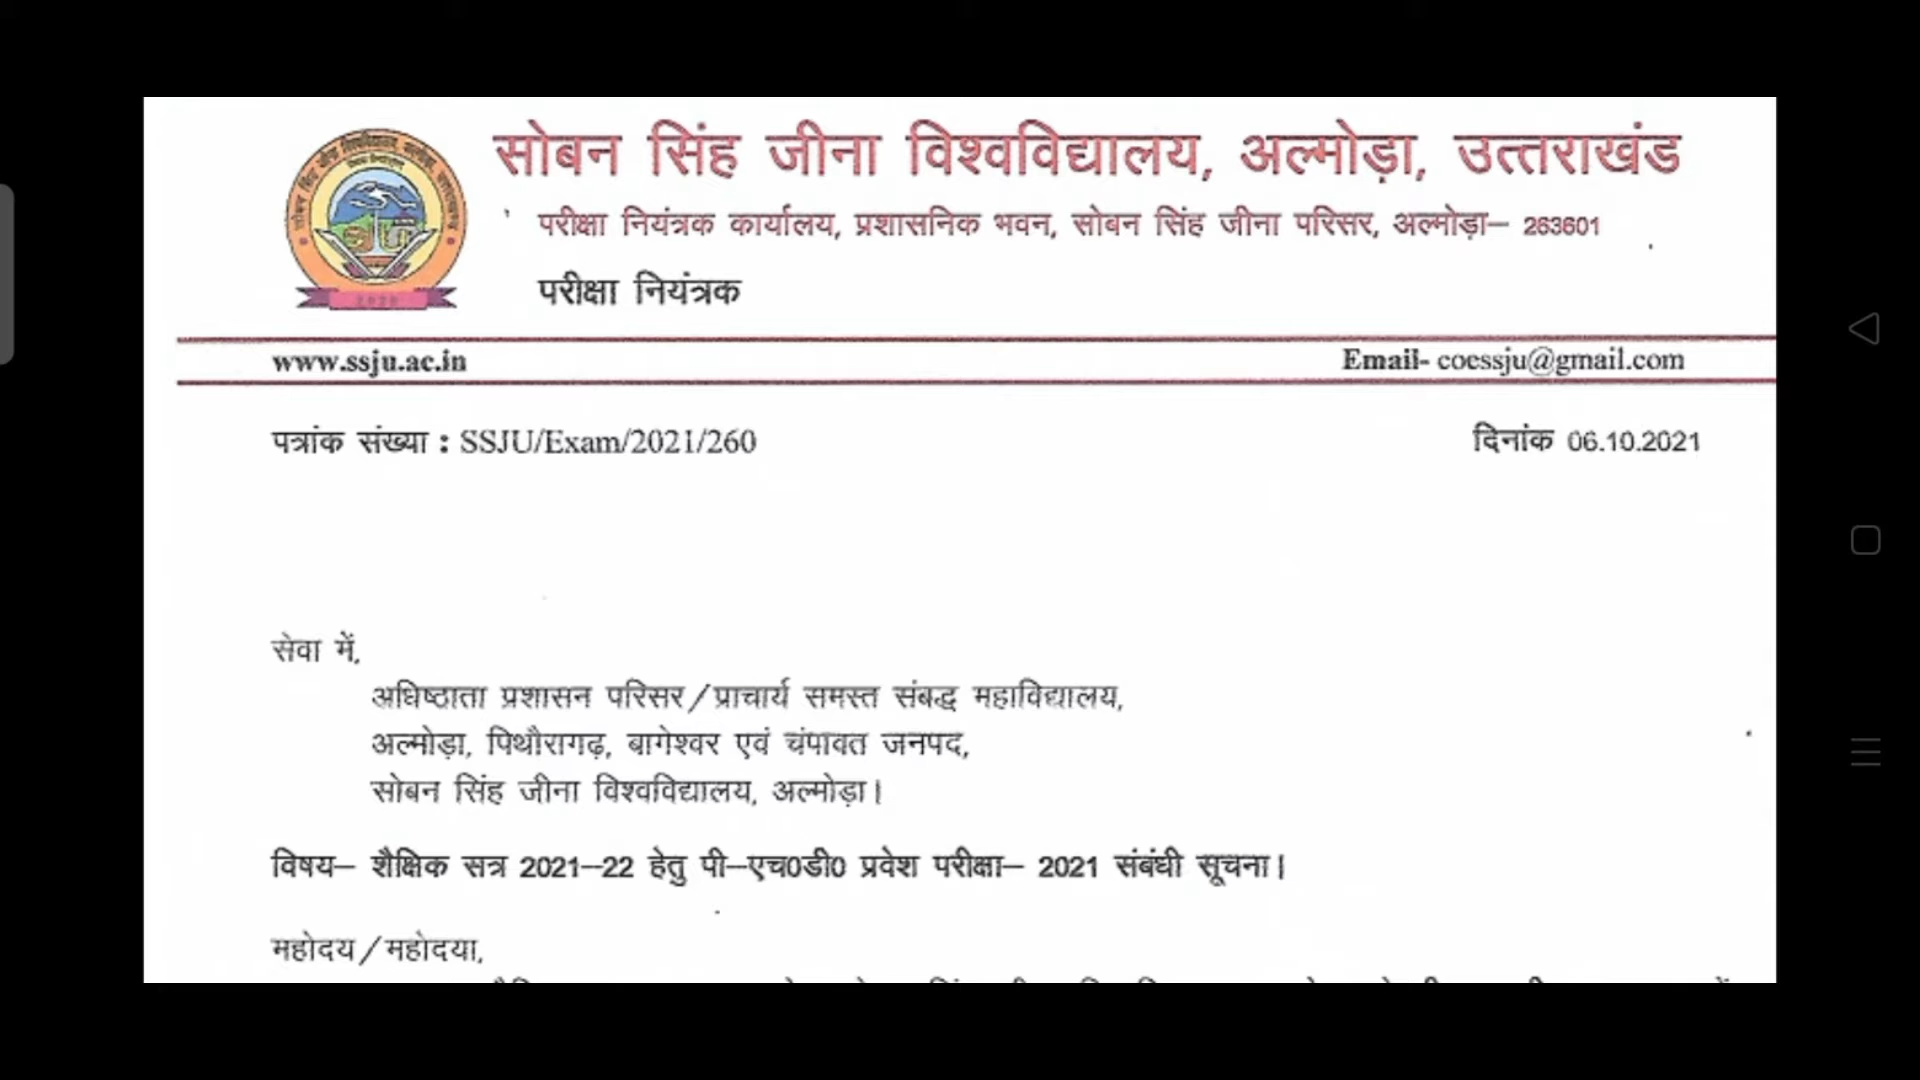 सोबन सिंह जीना विश्वविद्यालय, अल्मोड़ा, उत्तराखंड
परीक्षा नियंत्रक कार्यालय, प्रशासनिक भवन, सोबन सिंह जीना परिसर, अल्मोड़ा– 263601
परीक्षा नियंत्रक
2020
www.ssju.ac.in Email- coessju@gmail.com
पत्रांक संख्या : SSJU/Exam/2021/260 दिनांक 06.10.2021
सेवा में,
अधिष्ठाता प्रशासन परिसर/प्राचार्य समस्त संबद्ध महाविद्यालय,
अल्मोड़ा, पिथौरागढ़, बागेश्वर एवं चंपावत जनपद,
सोबन सिंह जीना विश्वविद्यालय, अल्मोड़ा।
विषय– शैक्षिक सत्र 2021–22 हेतु पी–एच0डी0 प्रवेश परीक्षा– 2021 संबंधी सूचना।
महोदय/महोदया,